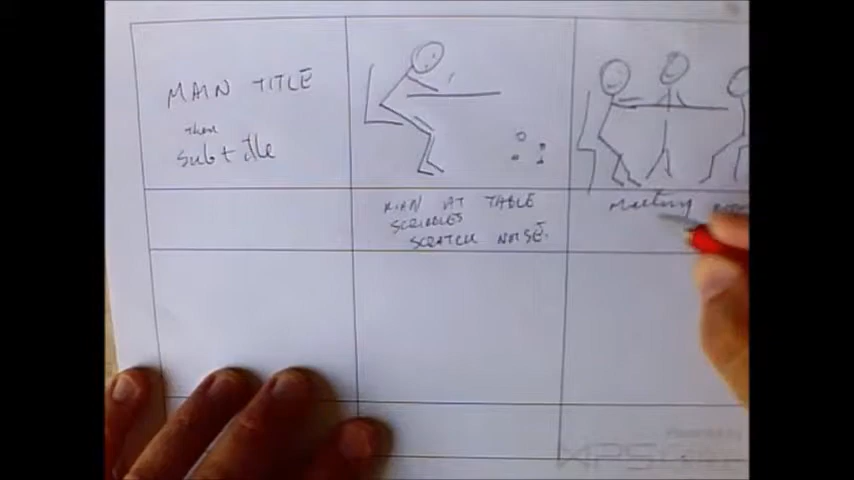 MAIN TITLE
then
subtitle
MAN AT TABLE
SCRIBBLES
SCRATCH NOISE.
Meeting